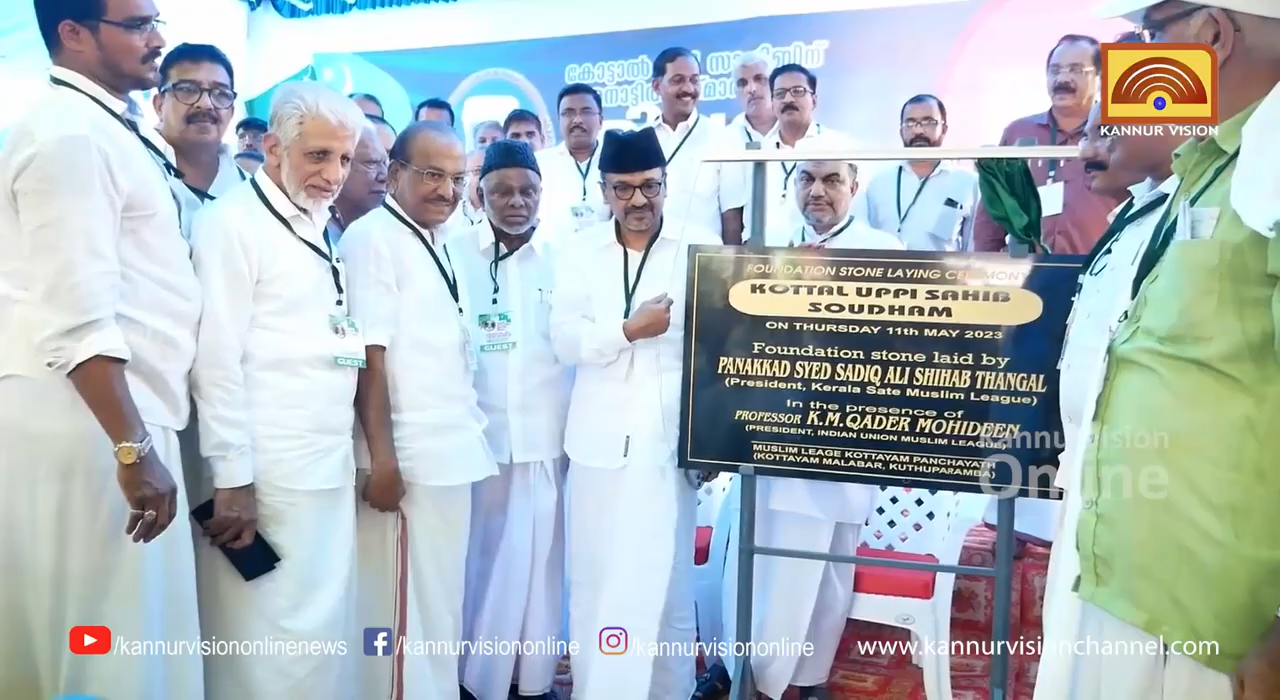 കോട്ടാൽ
KANNUR VISION
FOUNDATION STONE LAYING CEREMONY
KOTTAL UPPI SAHIB
SOUDHAM
ON THURSDAY 11th MAY 2023
Foundation stone laid by
PANAKKAD SYED SADIQ ALI SHIHAB THANGAL
(President, Kerala Sate Muslim League)
In the presence of
PROFESSOR K.M.QADER MOHIDEEN
(PRESIDENT, INDIAN UNION MUSLIM LEAGUE)
MUSLIM LEAGE KOTTAYAM PANCHAYATH
(KOTTAYAM MALABAR, KUTHUPARAMBA)
Kannur Vision
Online
GUEST
GUEST
/kannurvisiononlinenews /kannurvisiononline /kannurvisiononline www.kannurvisionchannel.com